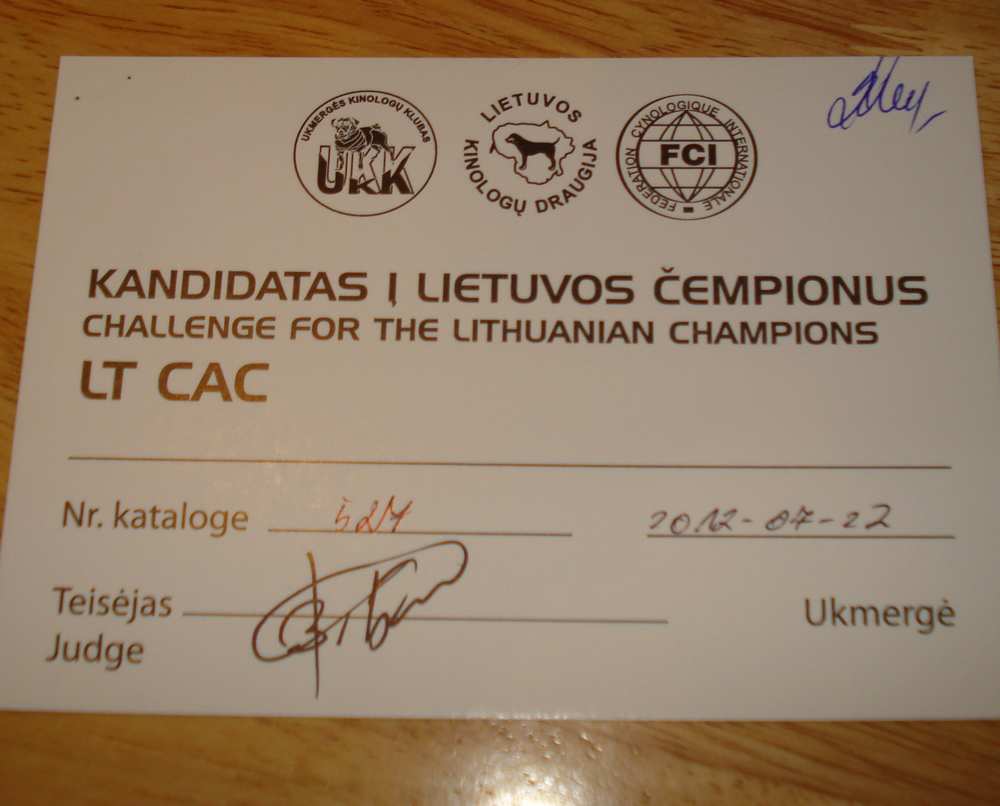 UKMERGĖS KINOLOGŲ KLUBAS
UKK
LIETUVOS
KINOLOGŲ DRAUGIJA
FEDERATION CYNOLOGIQUE INTERNATIONALE
FCI
KANDIDATAS Į LIETUVOS ČEMPIONUS
CHALLENGE FOR THE LITHUANIAN CHAMPIONS
LT CAC
Nr. kataloge 527 2012-07-22
Teisėjas Ukmergė
Judge